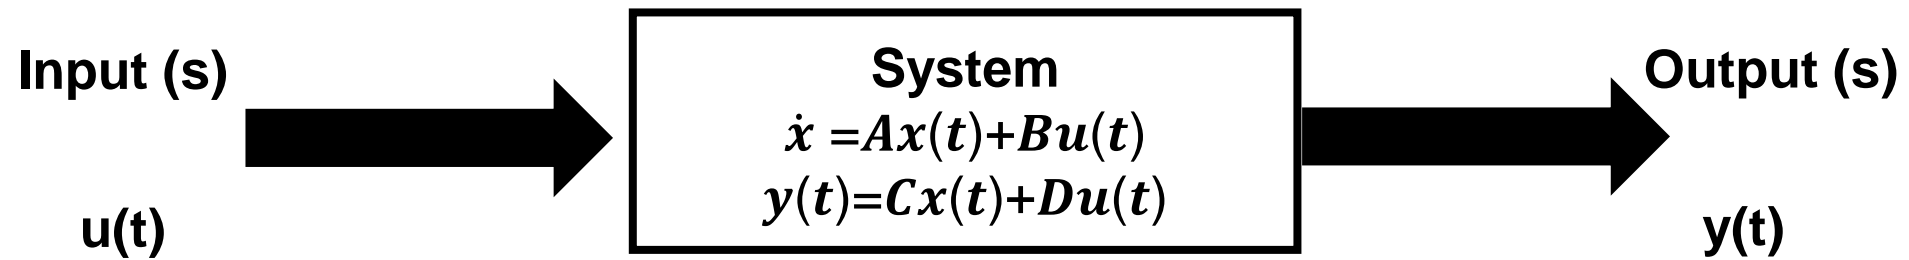 Input (s)
u(t)
System
ẋ =Ax(t)+Bu(t)
y(t)=Cx(t)+Du(t)
Output (s)
y(t)